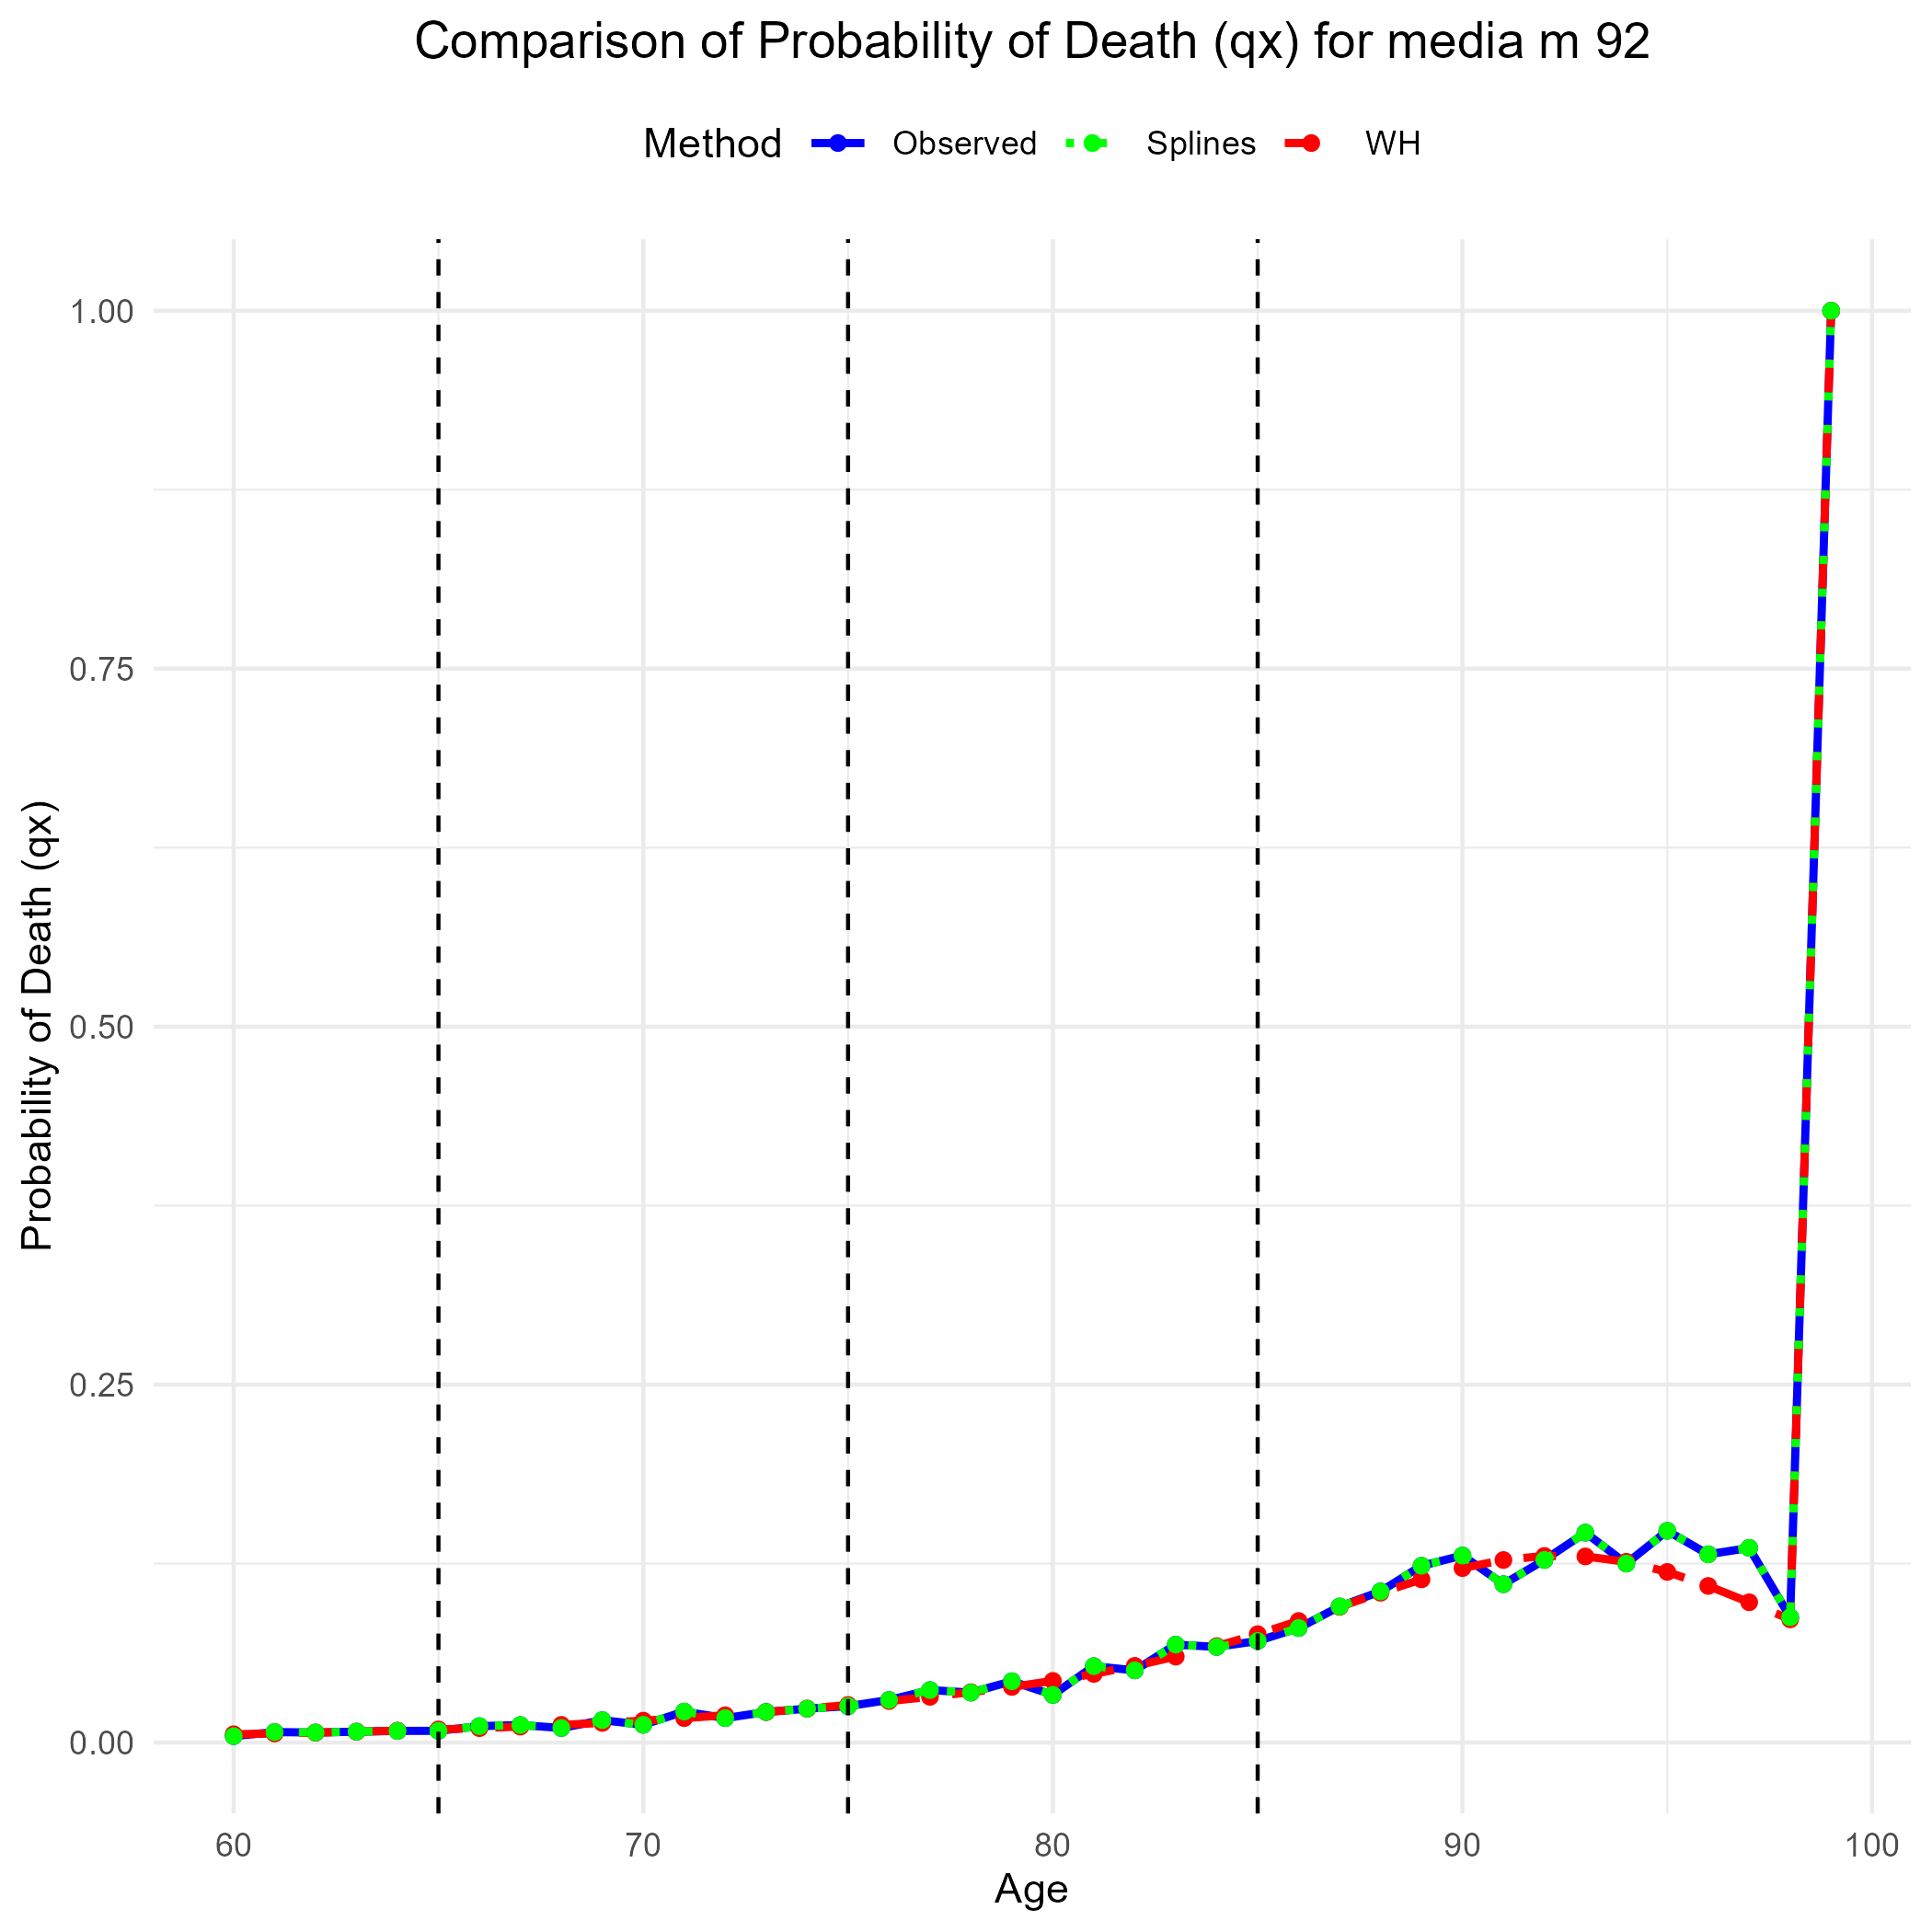 Comparison of Probability of Death (qx) for media m 92
Method Observed Splines WH
1.00
0.75
0.50
0.25
0.00
Probability of Death (qx)
60 70 80 90 100
Age